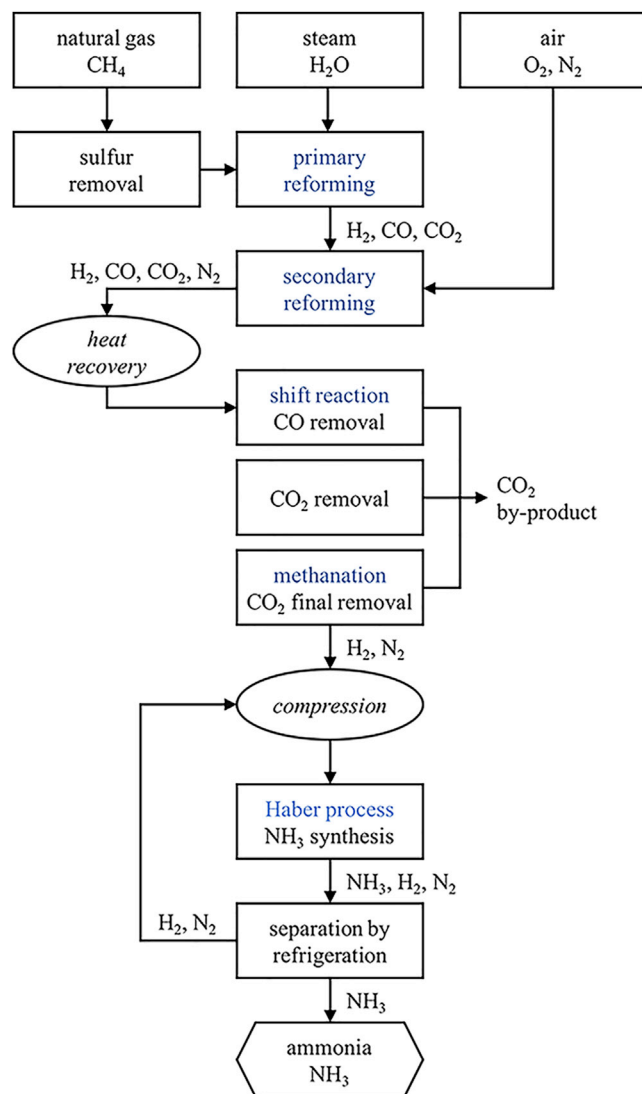 natural gas
CH₄
steam
H₂O
air
O₂, N₂
sulfur
removal
primary
reforming
H₂, CO, CO₂
H₂, CO, CO₂, N₂
secondary
reforming
heat
recovery
shift reaction
CO removal
CO₂ removal
CO₂
by-product
methanation
CO₂ final removal
H₂, N₂
compression
Haber process
NH₃ synthesis
NH₃, H₂, N₂
H₂, N₂
separation by
refrigeration
NH₃
ammonia
NH₃